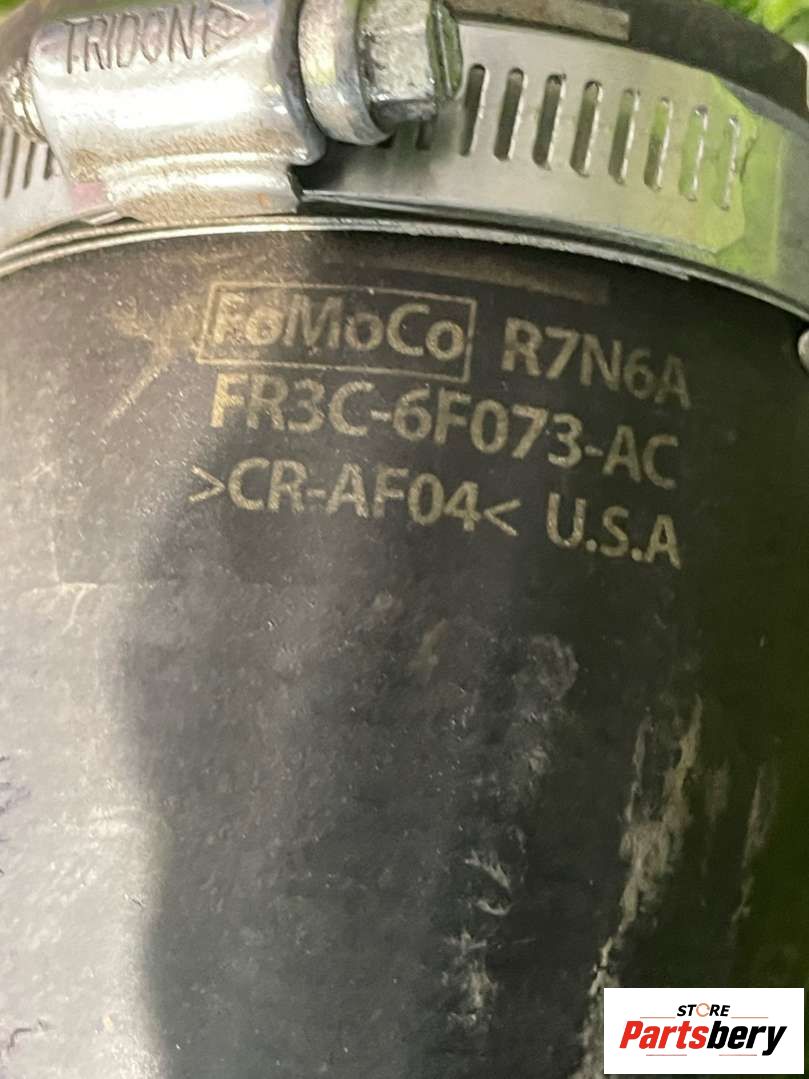 TRIDON
FoMoCo R7N6A
FR3C-6F073-AC
>CR-AF04< U.S.A
STORE
Partsbery